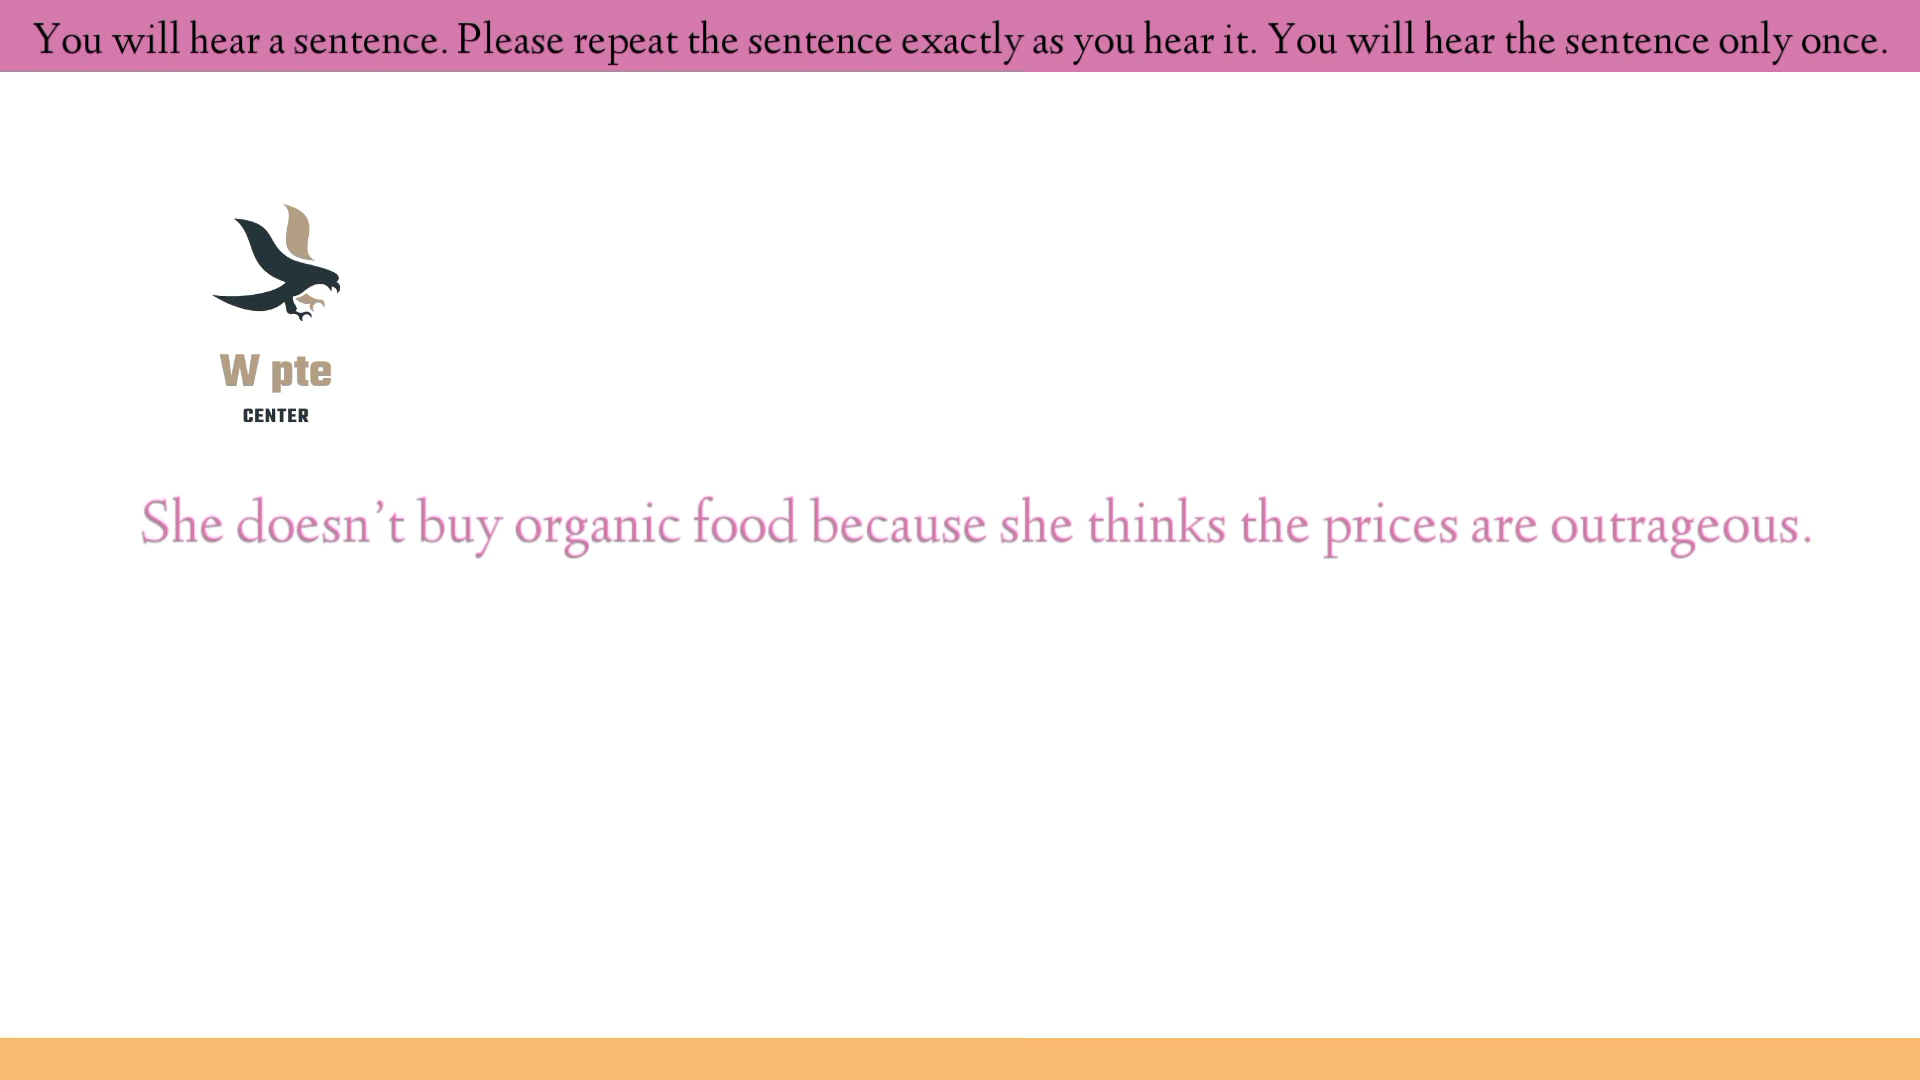 You will hear a sentence. Please repeat the sentence exactly as you hear it. You will hear the sentence only once.
W pte
CENTER
She doesn’t buy organic food because she thinks the prices are outrageous.